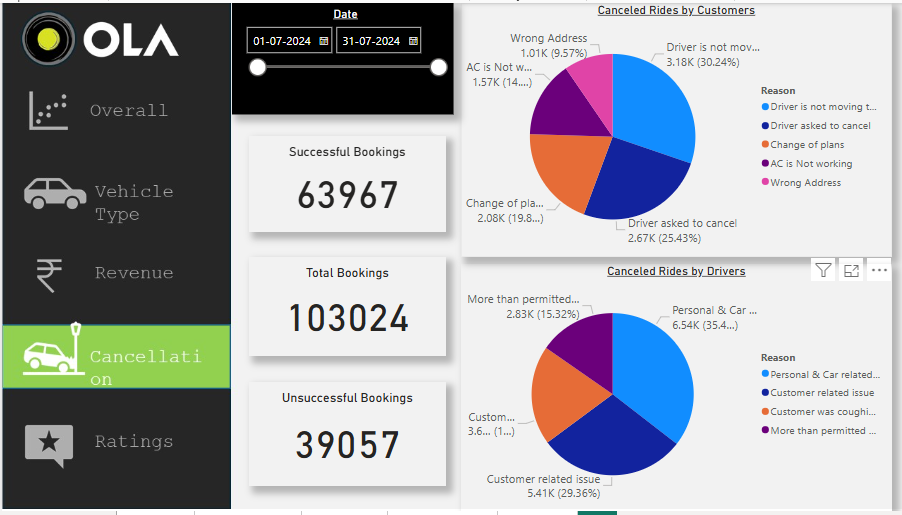 OLA
Overall
Vehicle
Type
Revenue
Cancellati
on
Ratings
Date
01-07-2024
31-07-2024
Successful Bookings
63967
Total Bookings
103024
Unsuccessful Bookings
39057
Canceled Rides by Customers
Wrong Address
1.01K (9.57%)
Driver is not mov...
3.18K (30.24%)
AC is Not w...
1.57K (14....)
Change of pla...
2.08K (19.8...)
Driver asked to cancel
2.67K (25.43%)
Reason
Driver is not moving t...
Driver asked to cancel
Change of plans
AC is Not working
Wrong Address
Canceled Rides by Drivers
More than permitted...
2.83K (15.32%)
Personal & Car ...
6.54K (35.4...)
Custom...
3.6... (1...)
Customer related issue
5.41K (29.36%)
Reason
Personal & Car related...
Customer related issue
Customer was coughi...
More than permitted ...